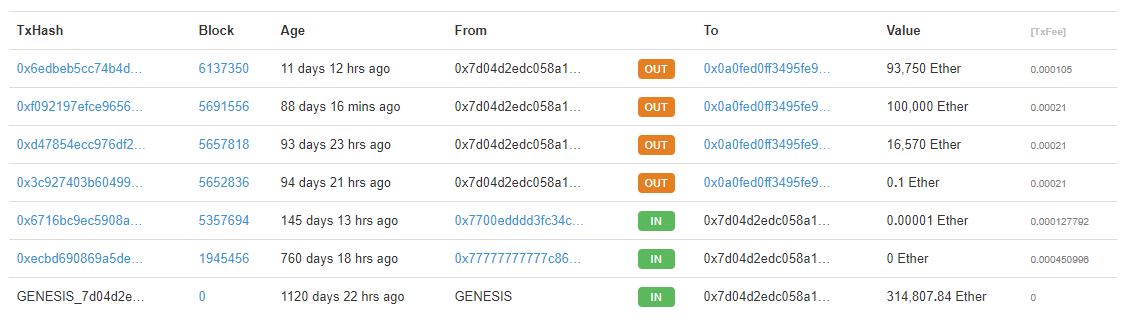 TxHash Block Age From To Value [TxFee]
0x6edbeb5cc74b4d... 6137350 11 days 12 hrs ago 0x7d04d2edc058a1... OUT 0x0a0fed0ff3495fe9... 93,750 Ether 0.000105
0xf092197efce9656... 5691556 88 days 16 mins ago 0x7d04d2edc058a1... OUT 0x0a0fed0ff3495fe9... 100,000 Ether 0.00021
0xd47854ecc976df2... 5657818 93 days 23 hrs ago 0x7d04d2edc058a1... OUT 0x0a0fed0ff3495fe9... 16,570 Ether 0.00021
0x3c927403b60499... 5652836 94 days 21 hrs ago 0x7d04d2edc058a1... OUT 0x0a0fed0ff3495fe9... 0.1 Ether 0.00021
0x6716bc9ec5908a... 5357694 145 days 13 hrs ago 0x7700edddd3fc34c... IN 0x7d04d2edc058a1... 0.00001 Ether 0.000127792
0xecbd690869a5de... 1945456 760 days 18 hrs ago 0x77777777777c86... IN 0x7d04d2edc058a1... 0 Ether 0.000450996
GENESIS_7d04d2e... 0 1120 days 22 hrs ago GENESIS IN 0x7d04d2edc058a1... 314,807.84 Ether 0